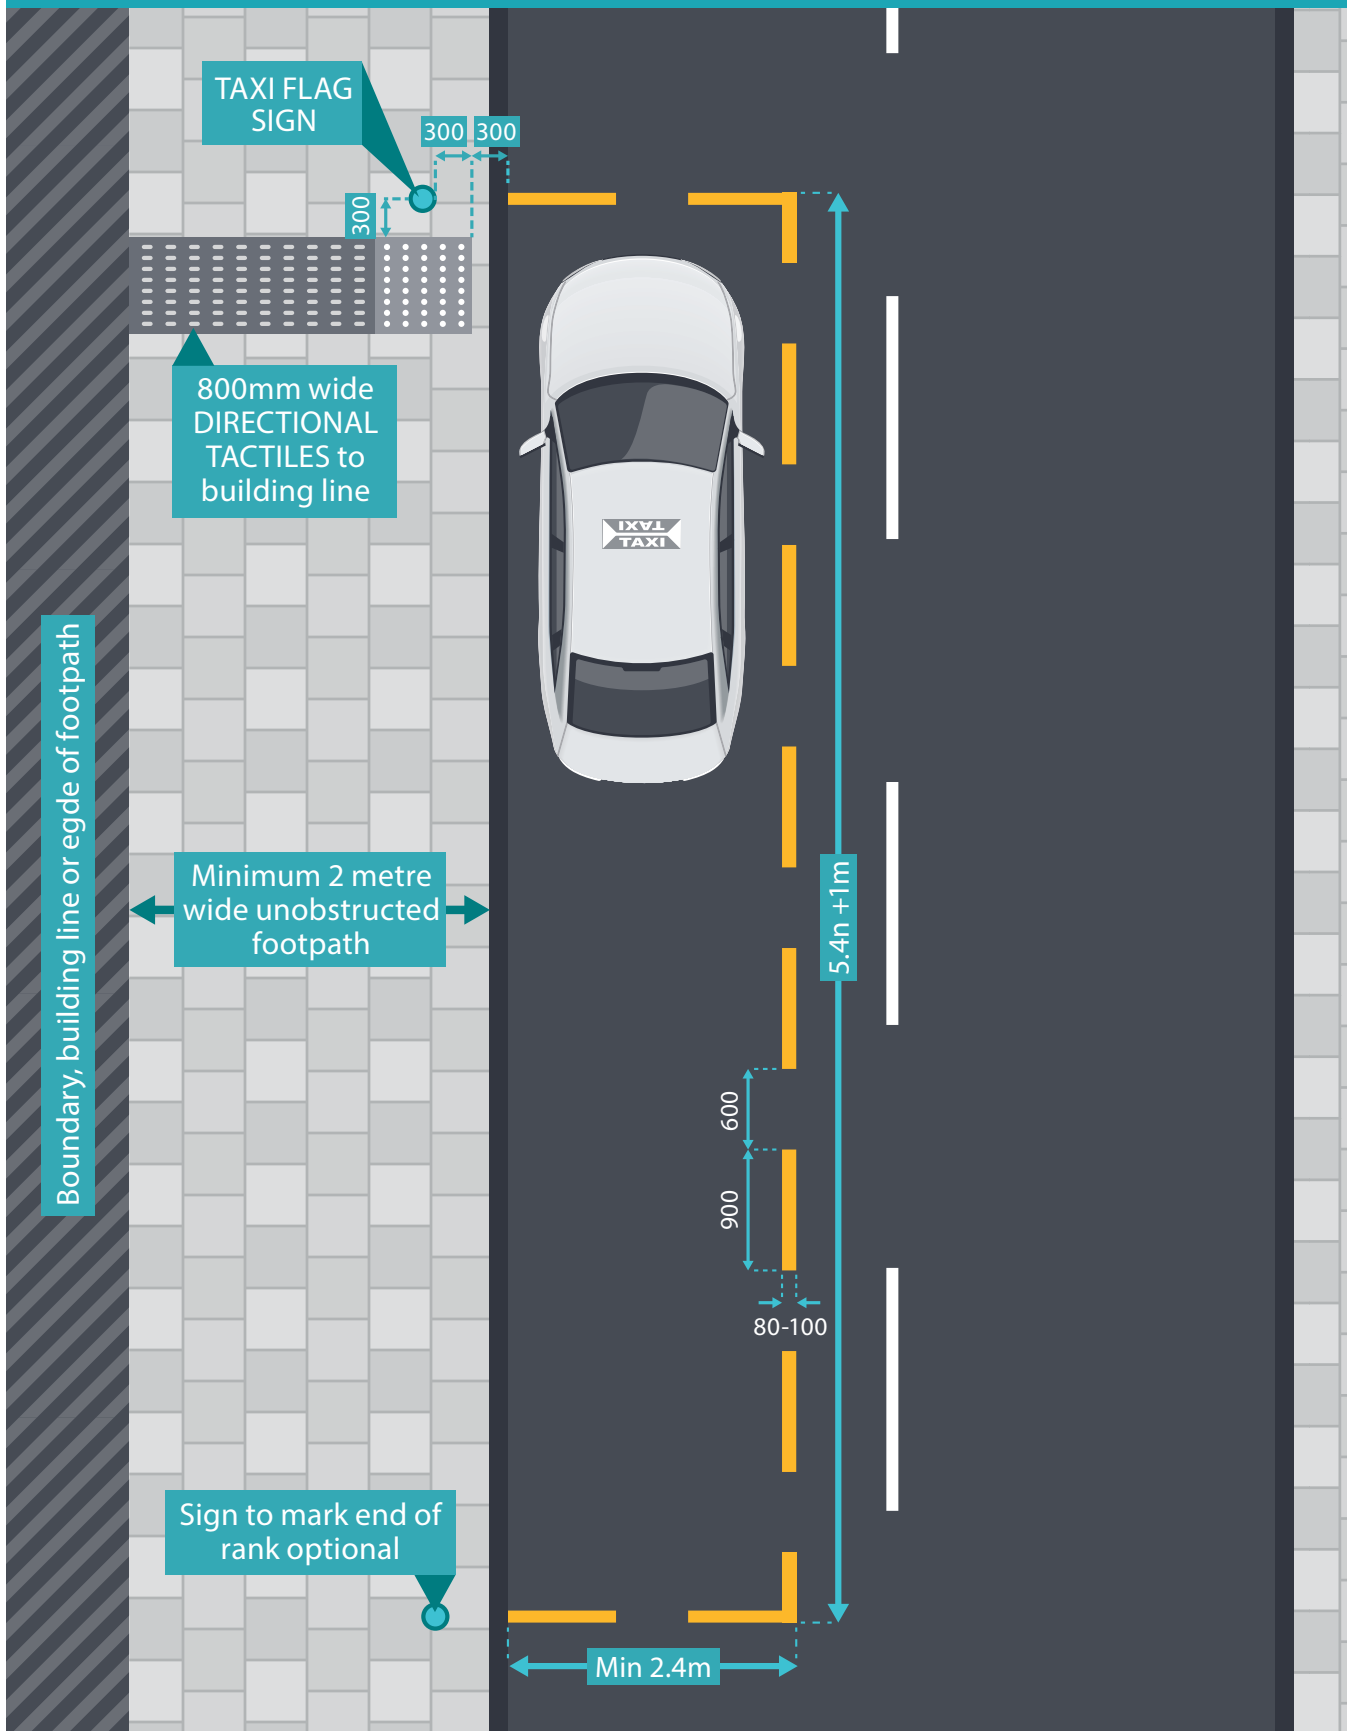 TAXI FLAG
SIGN
300
300
300
800mm wide
DIRECTIONAL
TACTILES to
building line
TAXI
TAXI
Boundary, building line or egde of footpath
Minimum 2 metre
wide unobstructed
footpath
5.4n +1m
600
900
80-100
Sign to mark end of
rank optional
Min 2.4m